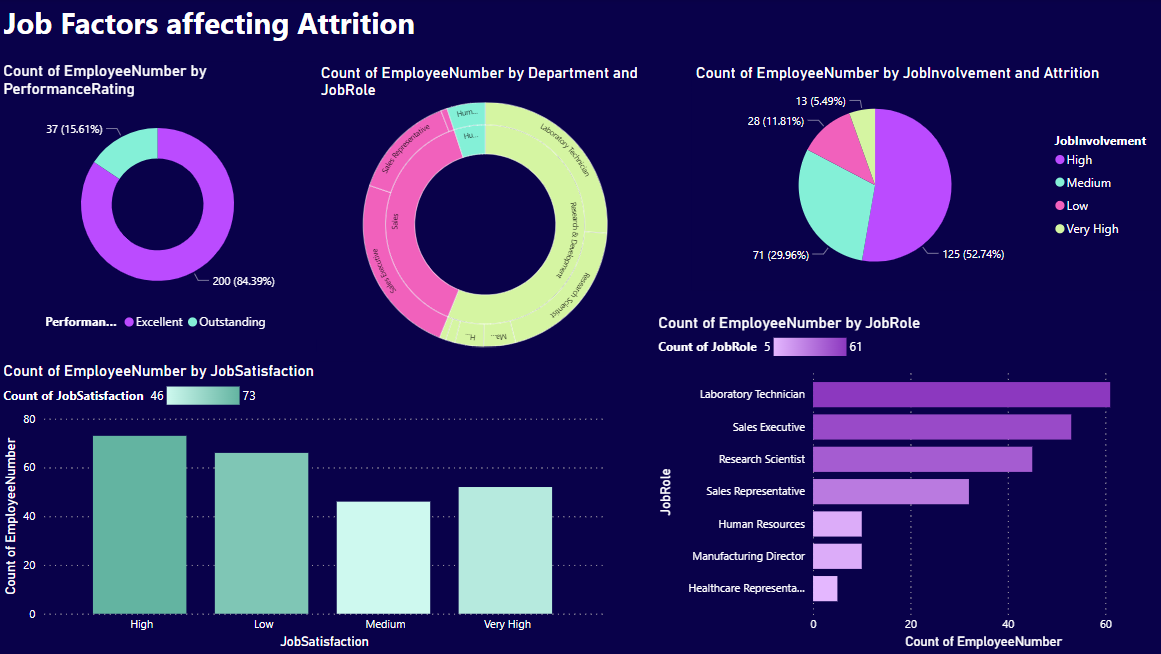 Job Factors affecting Attrition
Count of EmployeeNumber by
PerformanceRating
37 (15.61%)
200 (84.39%)
Performan...
Excellent
Outstanding
Count of EmployeeNumber by Department and
JobRole
Hum...
Hu...
Laboratory Technician
Research & Development
Research Scientist
Ma...
H...
Sales Executive
Sales
Sales Representative
Count of EmployeeNumber by JobInvolvement and Attrition
13 (5.49%)
28 (11.81%)
71 (29.96%)
125 (52.74%)
JobInvolvement
High
Medium
Low
Very High
Count of EmployeeNumber by JobSatisfaction
Count of JobSatisfaction 46 73
Count of EmployeeNumber
80
60
40
20
0
High
Low
Medium
Very High
JobSatisfaction
Count of EmployeeNumber by JobRole
Count of JobRole 5 61
JobRole
Laboratory Technician
Sales Executive
Research Scientist
Sales Representative
Human Resources
Manufacturing Director
Healthcare Representa...
0
20
40
60
Count of EmployeeNumber